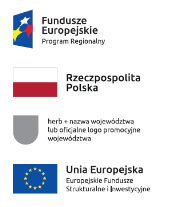 Fundusze
Europejskie
Program Regionalny
Rzeczpospolita
Polska
herb + nazwa województwa
lub oficjalne logo promocyjne
województwa
Unia Europejska
Europejskie Fundusze
Strukturalne i Inwestycyjne